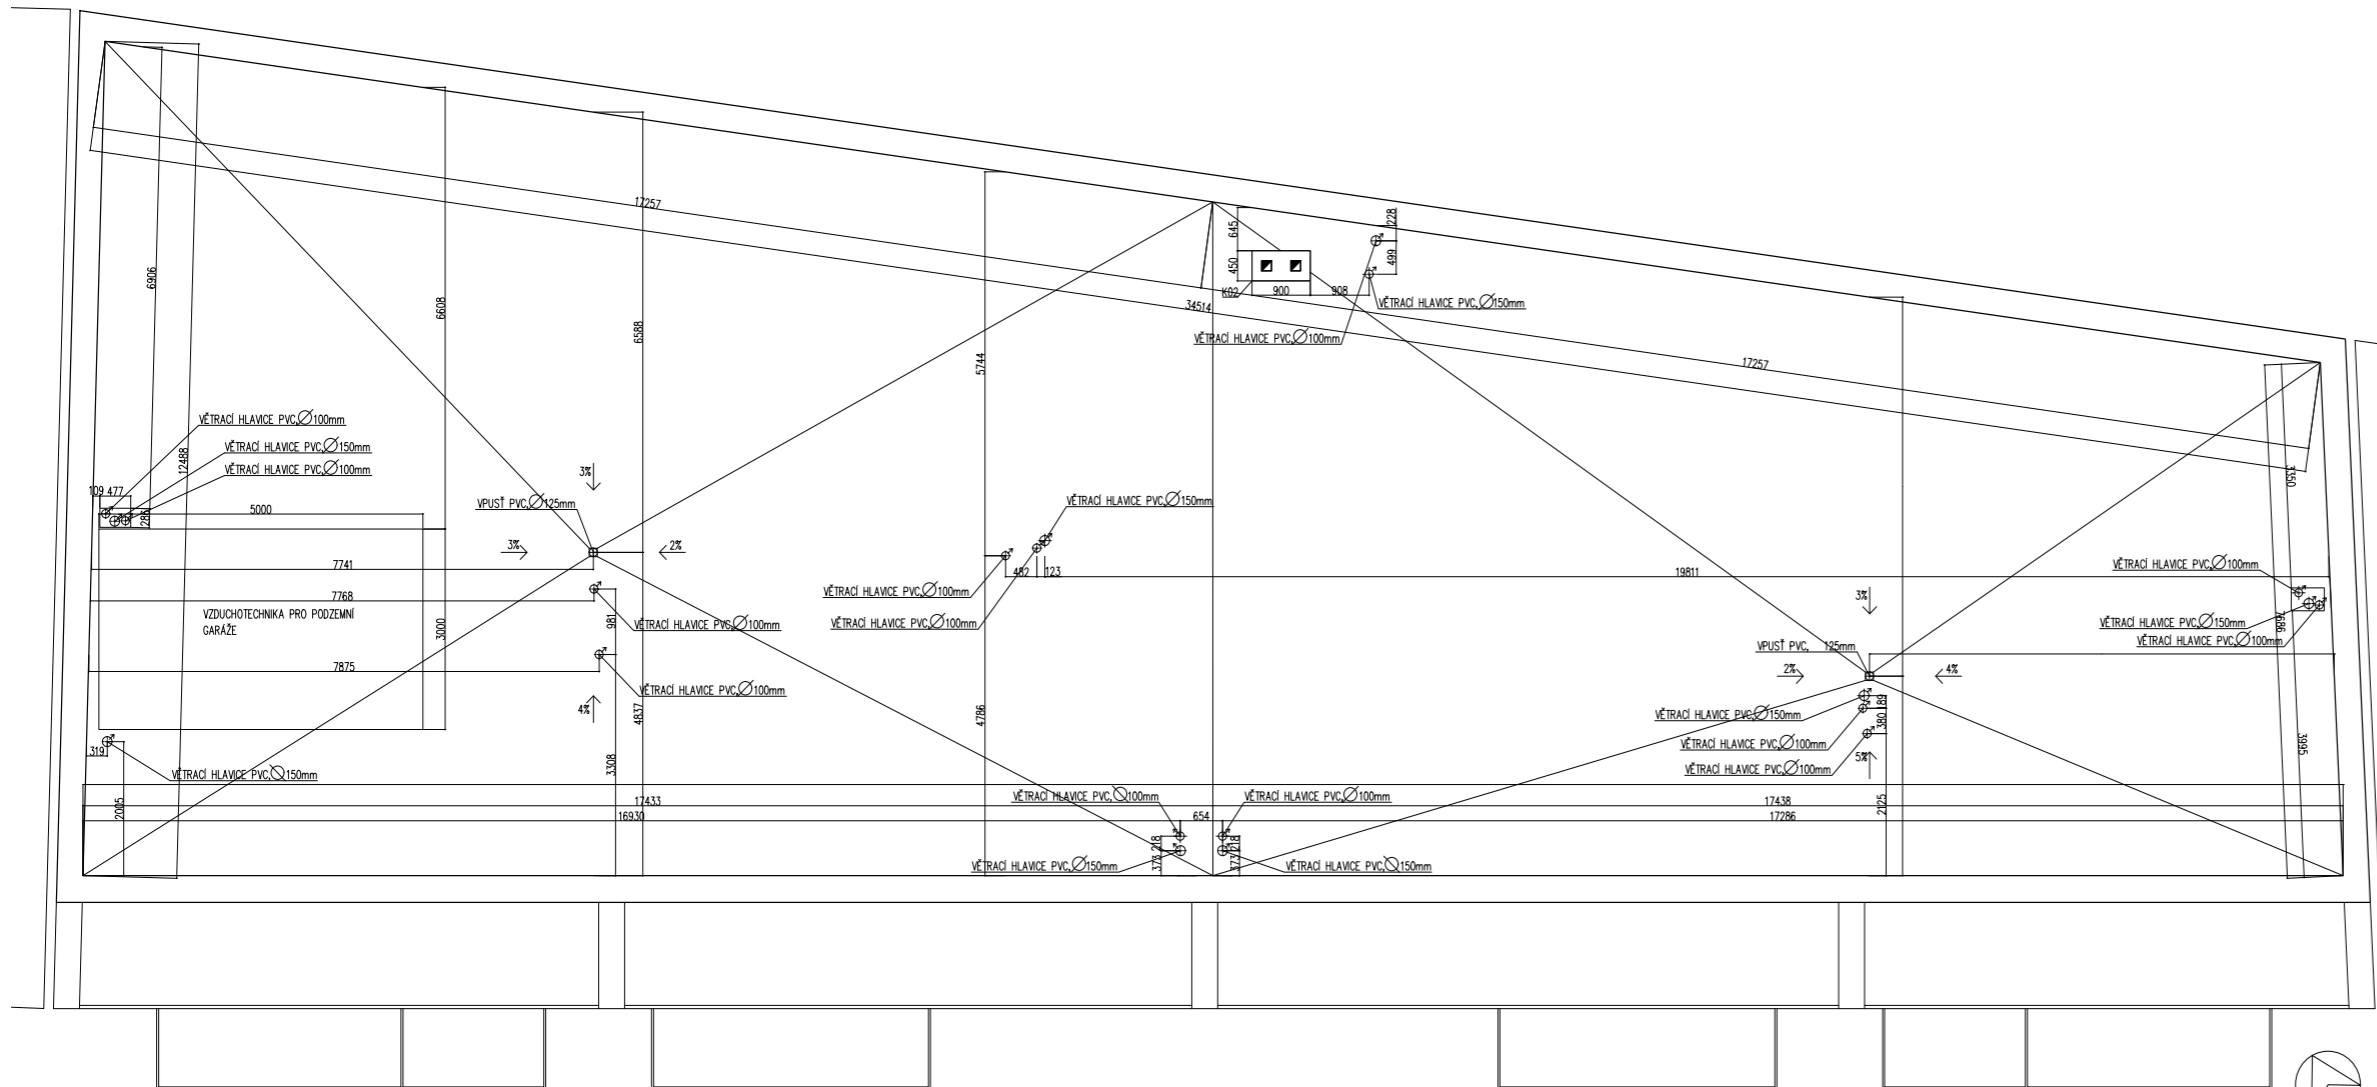 17257
6906
6608
6588
645
228
499
450
K02
900
908
34514
VĚTRACÍ HLAVICE PVC,∅150mm
VĚTRACÍ HLAVICE PVC,∅100mm
5744
17257
VĚTRACÍ HLAVICE PVC,∅100mm
VĚTRACÍ HLAVICE PVC,∅150mm
12488
VĚTRACÍ HLAVICE PVC,∅100mm
3%
3350
109 477
5000
286
VPUSŤ PVC,∅125mm
VĚTRACÍ HLAVICE PVC,∅150mm
3%
2%
7741
482
123
19811
VĚTRACÍ HLAVICE PVC,∅100mm
VĚTRACÍ HLAVICE PVC,∅100mm
3%
7768
VZDUCHOTECHNIKA PRO PODZEMNÍ
GARÁŽE
3000
981
VĚTRACÍ HLAVICE PVC,∅100mm
VĚTRACÍ HLAVICE PVC,∅100mm
VĚTRACÍ HLAVICE PVC,∅150mm
VĚTRACÍ HLAVICE PVC,∅100mm
VPUSŤ PVC, 125mm
7875
2%
4%
VĚTRACÍ HLAVICE PVC,∅100mm
4%
4837
4786
189
380
VĚTRACÍ HLAVICE PVC,∅150mm
VĚTRACÍ HLAVICE PVC,∅100mm
3995
319
3308
5%
VĚTRACÍ HLAVICE PVC,∅100mm
VĚTRACÍ HLAVICE PVC,∅150mm
2005
17433
VĚTRACÍ HLAVICE PVC,∅100mm
VĚTRACÍ HLAVICE PVC,∅100mm
17438
2125
16930
654
17286
373 218
373 218
VĚTRACÍ HLAVICE PVC,∅150mm
VĚTRACÍ HLAVICE PVC,∅150mm